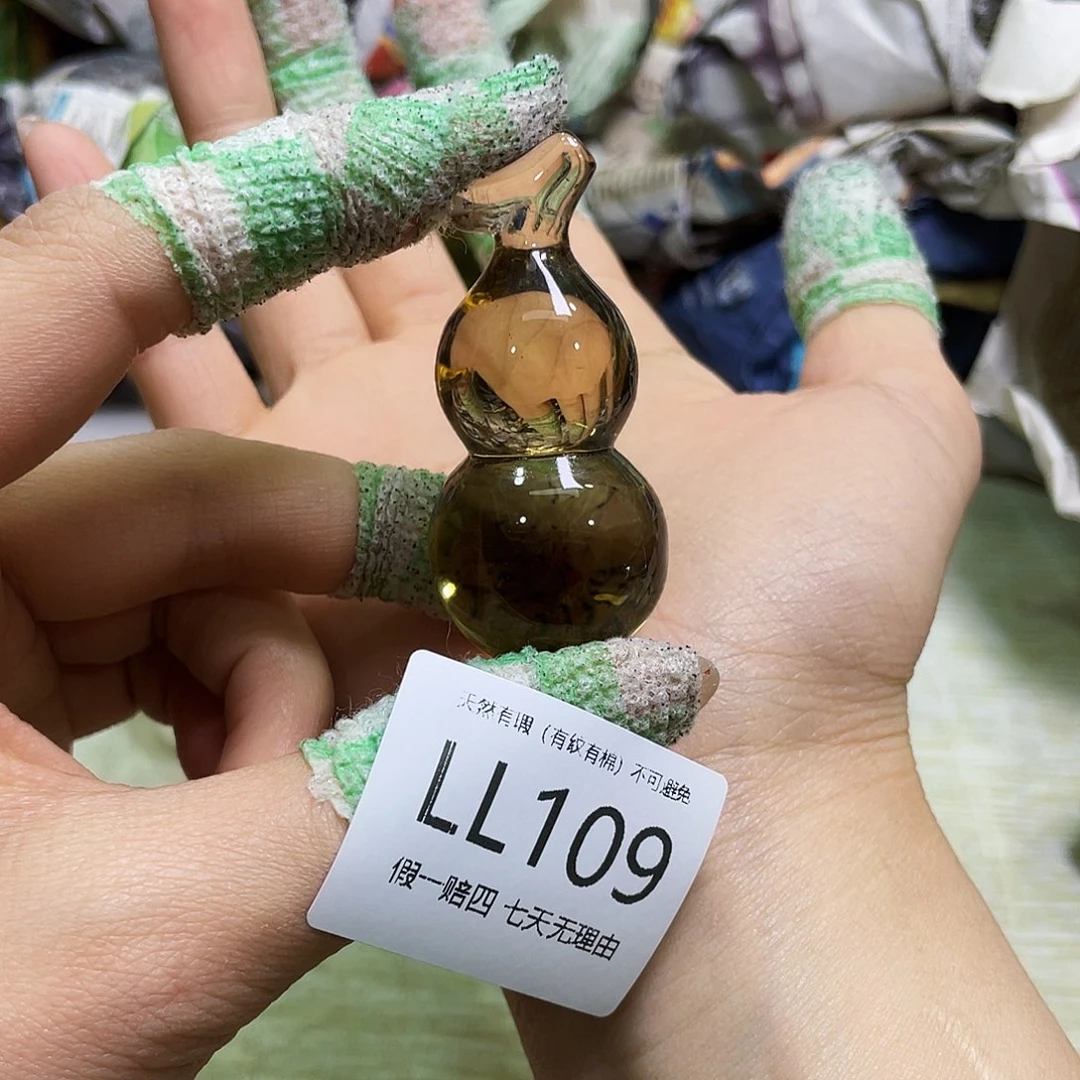 天然有瑕（有紋有棉）不可避免
LL109
假一赔四 七天无理由